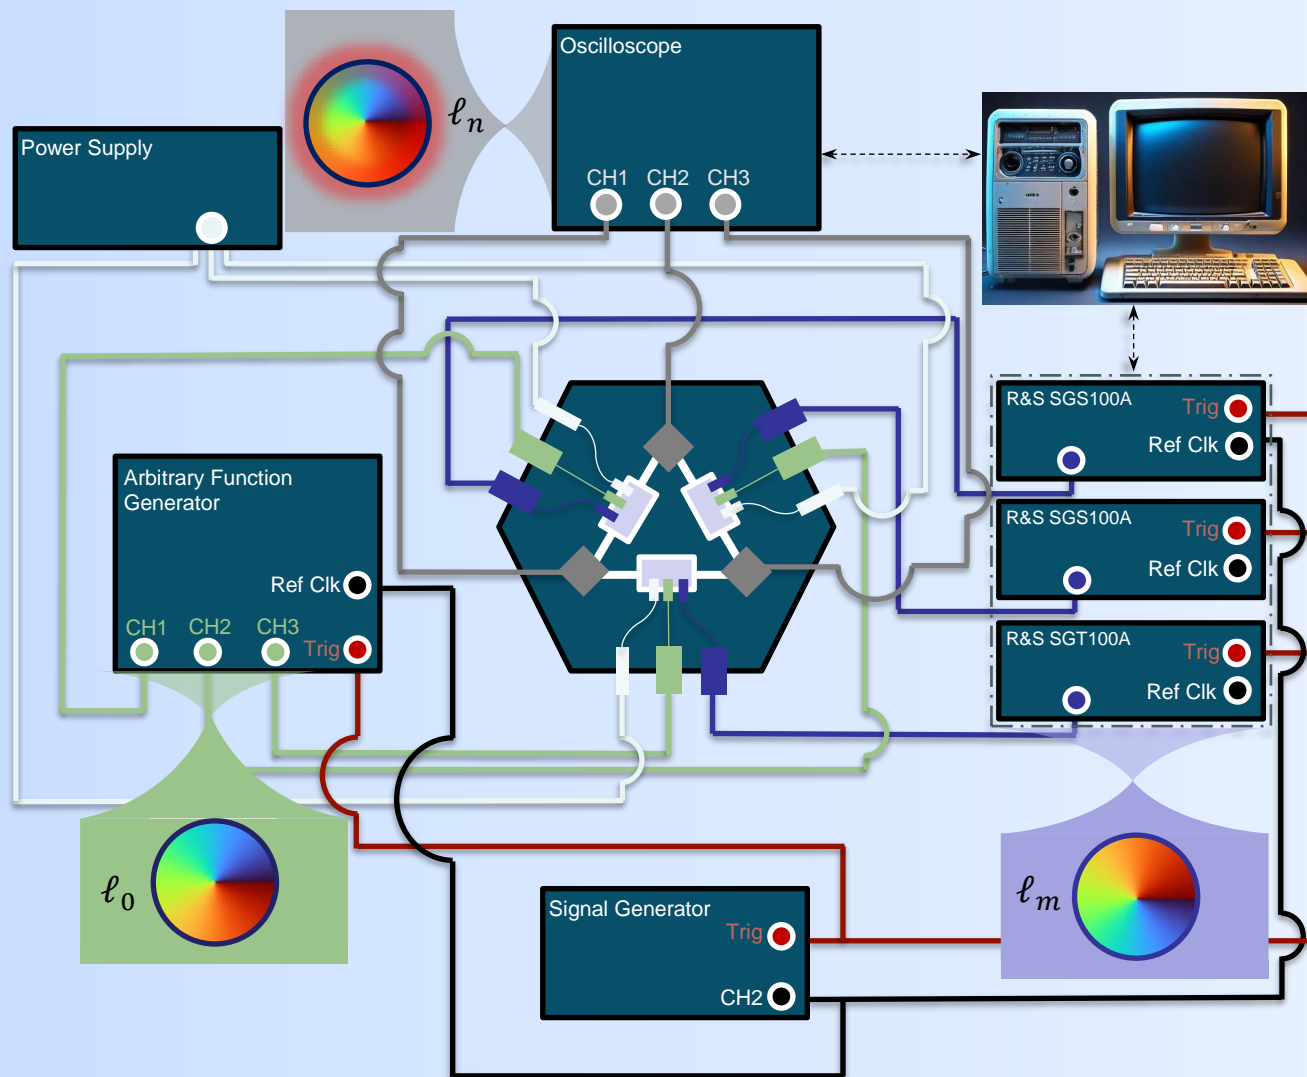 Oscilloscope
ℓₙ
Power Supply
CH1 CH2 CH3
R&S SGS100A
Trig
Ref Clk
Arbitrary Function
Generator
R&S SGS100A
Trig
Ref Clk
Ref Clk
CH1 CH2 CH3 Trig
R&S SGT100A
Trig
Ref Clk
ℓ₀
ℓₘ
Signal Generator
Trig
CH2